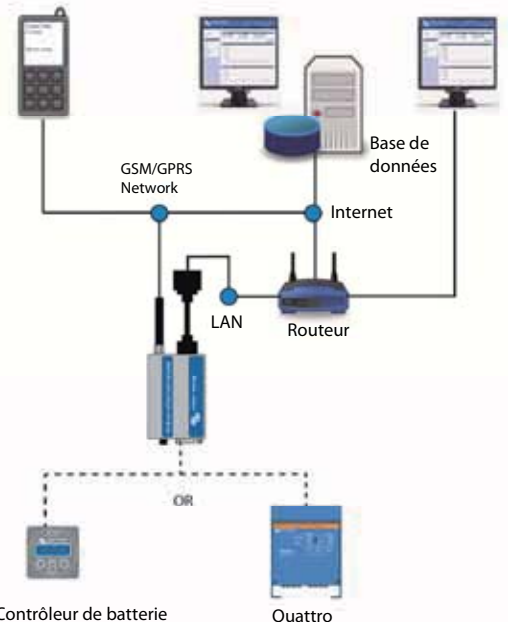 Base de
données
GSM/GPRS
Network
Internet
LAN
Routeur
OR
Contrôleur de batterie
Quattro